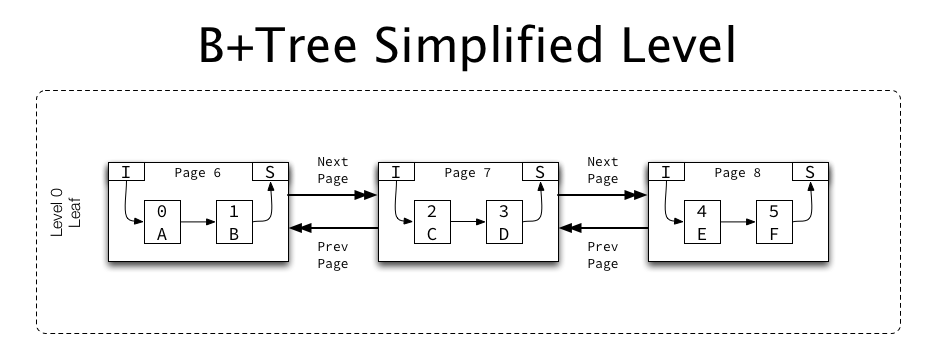 B+Tree Simplified Level
Level 0
Leaf
I Page 6 S
0 1
A B
Next
Page
Prev
Page
I Page 7 S
2 3
C D
Next
Page
Prev
Page
I Page 8 S
4 5
E F